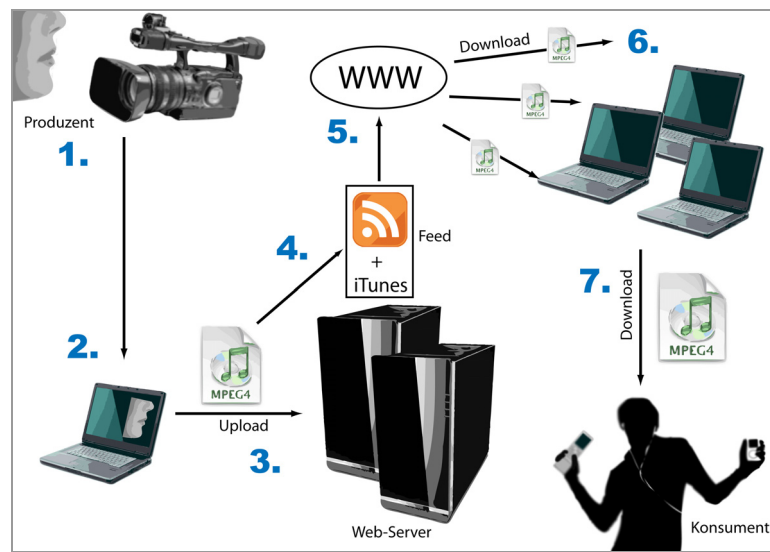 Produzent
1.
2.
MPEG4
Upload
3.
Web-Server
4.
Feed
+
iTunes
5.
WWW
Download
MPEG4
MPEG4
MPEG4
6.
7.
Download
MPEG4
Konsument